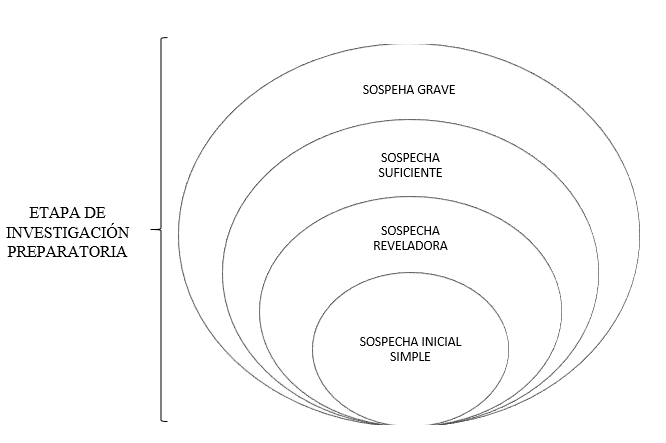 SOSPEHA GRAVE
SOSPECHA
SUFICIENTE
ETAPA DE
INVESTIGACIÓN
PREPARATORIA
SOSPECHA
REVELADORA
SOSPECHA INICIAL
SIMPLE